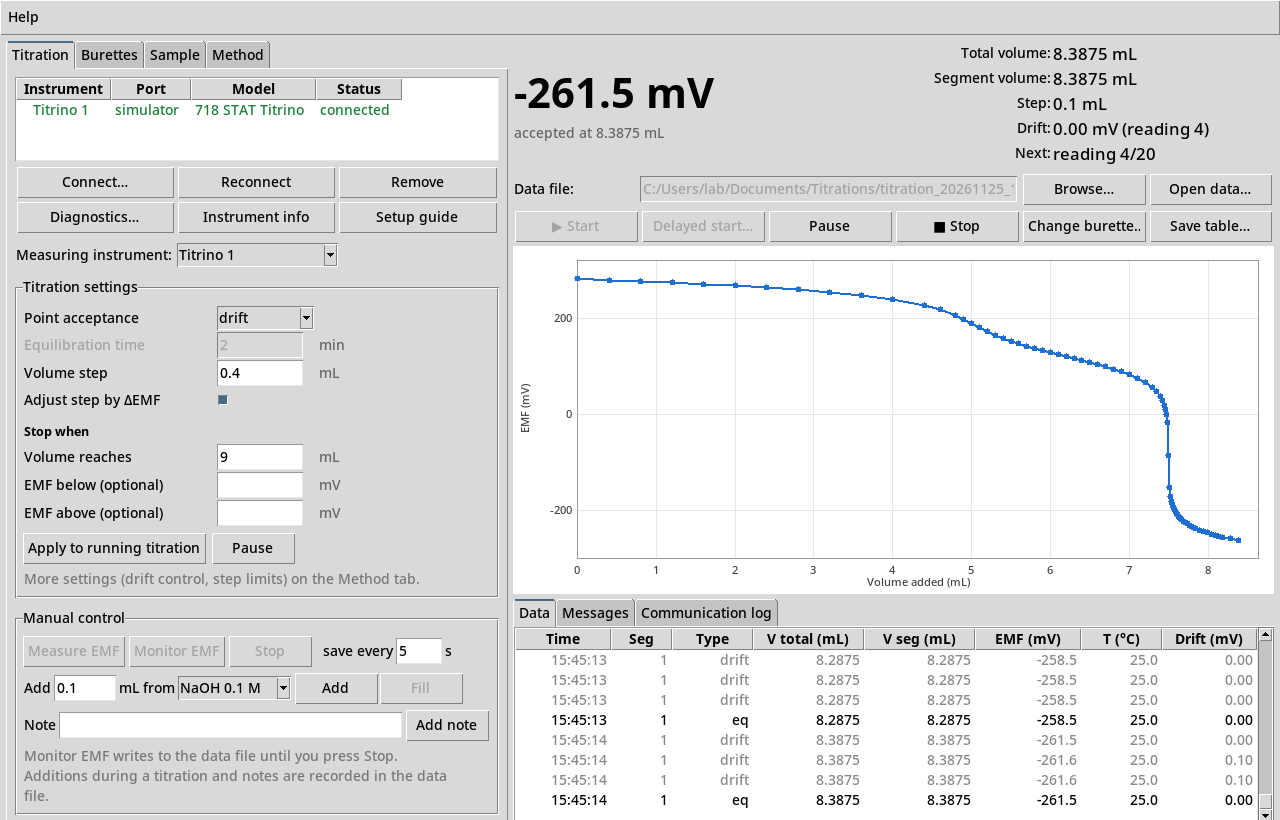 Help
Titration Burettes Sample Method
Instrument Port Model Status
Titrino 1 simulator 718 STAT Titrino connected
Connect... Reconnect Remove
Diagnostics... Instrument info Setup guide
Measuring instrument: Titrino 1
Titration settings
Point acceptance drift
Equilibration time 2 min
Volume step 0.4 mL
Adjust step by ΔEMF
Stop when
Volume reaches 9 mL
EMF below (optional) mV
EMF above (optional) mV
Apply to running titration Pause
More settings (drift control, step limits) on the Method tab.
Manual control
Measure EMF Monitor EMF Stop save every 5 s
Add 0.1 mL from NaOH 0.1 M Add Fill
Note Add note
Monitor EMF writes to the data file until you press Stop.
Additions during a titration and notes are recorded in the data
file.
-261.5 mV
accepted at 8.3875 mL
Total volume: 8.3875 mL
Segment volume: 8.3875 mL
Step: 0.1 mL
Drift: 0.00 mV (reading 4)
Next: reading 4/20
Data file: C:/Users/lab/Documents/Titrations/titration_20261125_ Browse... Open data...
▶ Start Delayed start... Pause ■ Stop Change burette.. Save table...
EMF (mV)
200
0
-200
0 1 2 3 4 5 6 7 8
Volume added (mL)
Data Messages Communication log
Time Seg Type V total (mL) V seg (mL) EMF (mV) T (°C) Drift (mV)
15:45:13 1 drift 8.2875 8.2875 -258.5 25.0 0.00
15:45:13 1 drift 8.2875 8.2875 -258.5 25.0 0.00
15:45:13 1 drift 8.2875 8.2875 -258.5 25.0 0.00
15:45:13 1 eq 8.2875 8.2875 -258.5 25.0 0.00
15:45:14 1 drift 8.3875 8.3875 -261.5 25.0 0.00
15:45:14 1 drift 8.3875 8.3875 -261.6 25.0 0.10
15:45:14 1 drift 8.3875 8.3875 -261.6 25.0 0.10
15:45:14 1 eq 8.3875 8.3875 -261.5 25.0 0.00